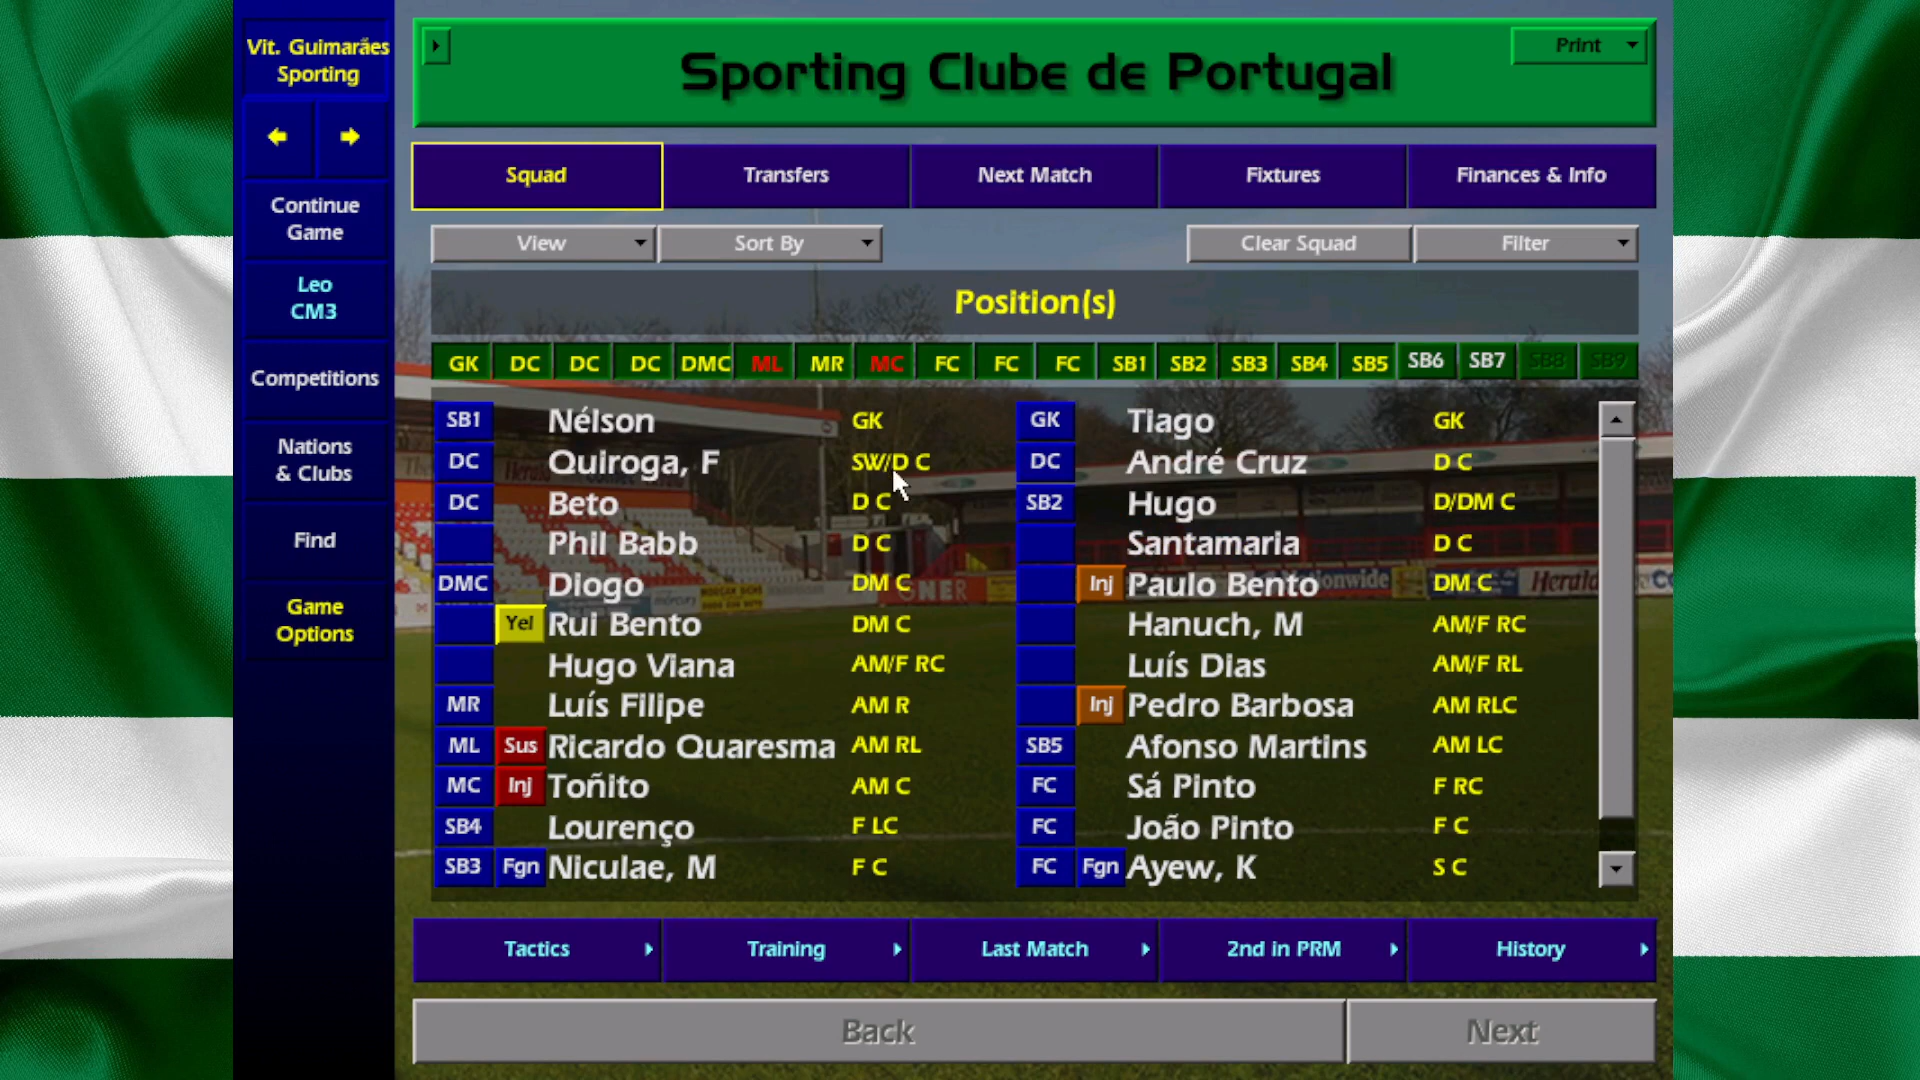 Vit. Guimarães
Sporting
Continue
Game
Leo
CM3
Competitions
Nations
& Clubs
Find
Game
Options
Sporting Clube de Portugal
Print
Squad Transfers Next Match Fixtures Finances & Info
View Sort By Clear Squad Filter
Position(s)
GK DC DC DC DMC ML MR MC FC FC FC SB1 SB2 SB3 SB4 SB5 SB6 SB7 SB8 SB9
SB1 Nélson GK GK Tiago GK
DC Quiroga, F SW/D C DC André Cruz D C
DC Beto D C SB2 Hugo D/DM C
Phil Babb D C Santamaria D C
DMC Diogo DM C Inj Paulo Bento DM C
Yel Rui Bento DM C Hanuch, M AM/F RC
Hugo Viana AM/F RC Luís Dias AM/F RL
MR Luís Filipe AM R Inj Pedro Barbosa AM RLC
ML Sus Ricardo Quaresma AM RL SB5 Afonso Martins AM LC
MC Inj Toñito AM C FC Sá Pinto F RC
SB4 Lourenço F LC FC João Pinto F C
SB3 Fgn Niculae, M F C FC Fgn Ayew, K S C
Tactics Training Last Match 2nd in PRM History
Back Next